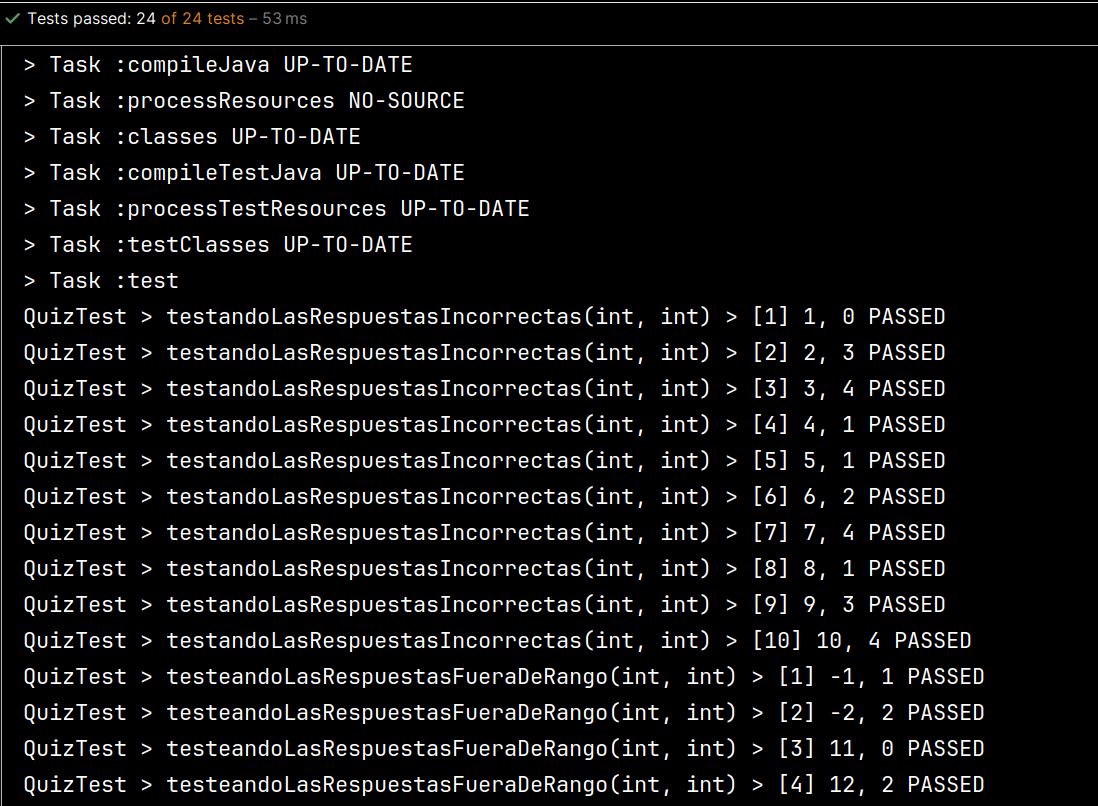 Tests passed: 24 of 24 tests – 53 ms
> Task :compileJava UP-TO-DATE
> Task :processResources NO-SOURCE
> Task :classes UP-TO-DATE
> Task :compileTestJava UP-TO-DATE
> Task :processTestResources UP-TO-DATE
> Task :testClasses UP-TO-DATE
> Task :test
QuizTest > testandoLasRespuestasIncorrectas(int, int) > [1] 1, 0 PASSED
QuizTest > testandoLasRespuestasIncorrectas(int, int) > [2] 2, 3 PASSED
QuizTest > testandoLasRespuestasIncorrectas(int, int) > [3] 3, 4 PASSED
QuizTest > testandoLasRespuestasIncorrectas(int, int) > [4] 4, 1 PASSED
QuizTest > testandoLasRespuestasIncorrectas(int, int) > [5] 5, 1 PASSED
QuizTest > testandoLasRespuestasIncorrectas(int, int) > [6] 6, 2 PASSED
QuizTest > testandoLasRespuestasIncorrectas(int, int) > [7] 7, 4 PASSED
QuizTest > testandoLasRespuestasIncorrectas(int, int) > [8] 8, 1 PASSED
QuizTest > testandoLasRespuestasIncorrectas(int, int) > [9] 9, 3 PASSED
QuizTest > testandoLasRespuestasIncorrectas(int, int) > [10] 10, 4 PASSED
QuizTest > testeandoLasRespuestasFueraDeRango(int, int) > [1] -1, 1 PASSED
QuizTest > testeandoLasRespuestasFueraDeRango(int, int) > [2] -2, 2 PASSED
QuizTest > testeandoLasRespuestasFueraDeRango(int, int) > [3] 11, 0 PASSED
QuizTest > testeandoLasRespuestasFueraDeRango(int, int) > [4] 12, 2 PASSED